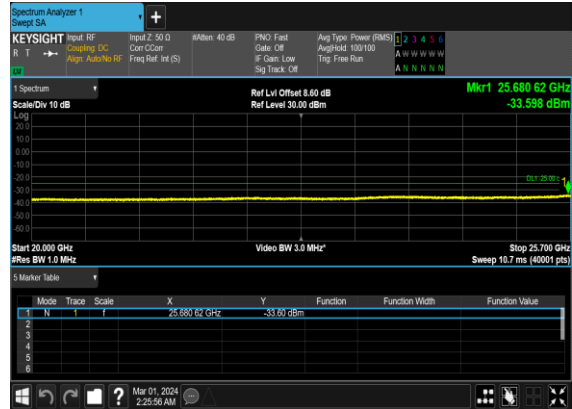 Spectrum Analyzer 1
Swept SA
+
KEYSIGHT Input: RF Input Z: 50 Ω #Atten: 40 dB PNO: Fast Avg Type: Power (RMS) 1 2 3 4 5 6
R T Coupling: DC Corr CCorr Gate: Off Avg|Hold: 100/100 A W W W W W
Align: Auto/No RF Freq Ref: Int (S) IF Gain: Low Trig: Free Run
Sig Track: Off A N N N N N
1 Spectrum Ref Lvl Offset 8.60 dB Mkr1 25.680 62 GHz
Scale/Div 10 dB Ref Level 30.00 dBm -33.598 dBm
Log
20.0
10.0
0.00
-10.0
-20.0
-30.0
-40.0
-50.0
-60.0
1
Start 20.000 GHz Video BW 3.0 MHz* Stop 25.700 GHz
#Res BW 1.0 MHz Sweep 10.7 ms (40001 pts)
5 Marker Table
Mode Trace Scale X Y Function Function Width Function Value
1 N 1 f 25.680 62 GHz -33.60 dBm
2
3
4
5
6
? Mar 01, 2024
2:25:56 AM